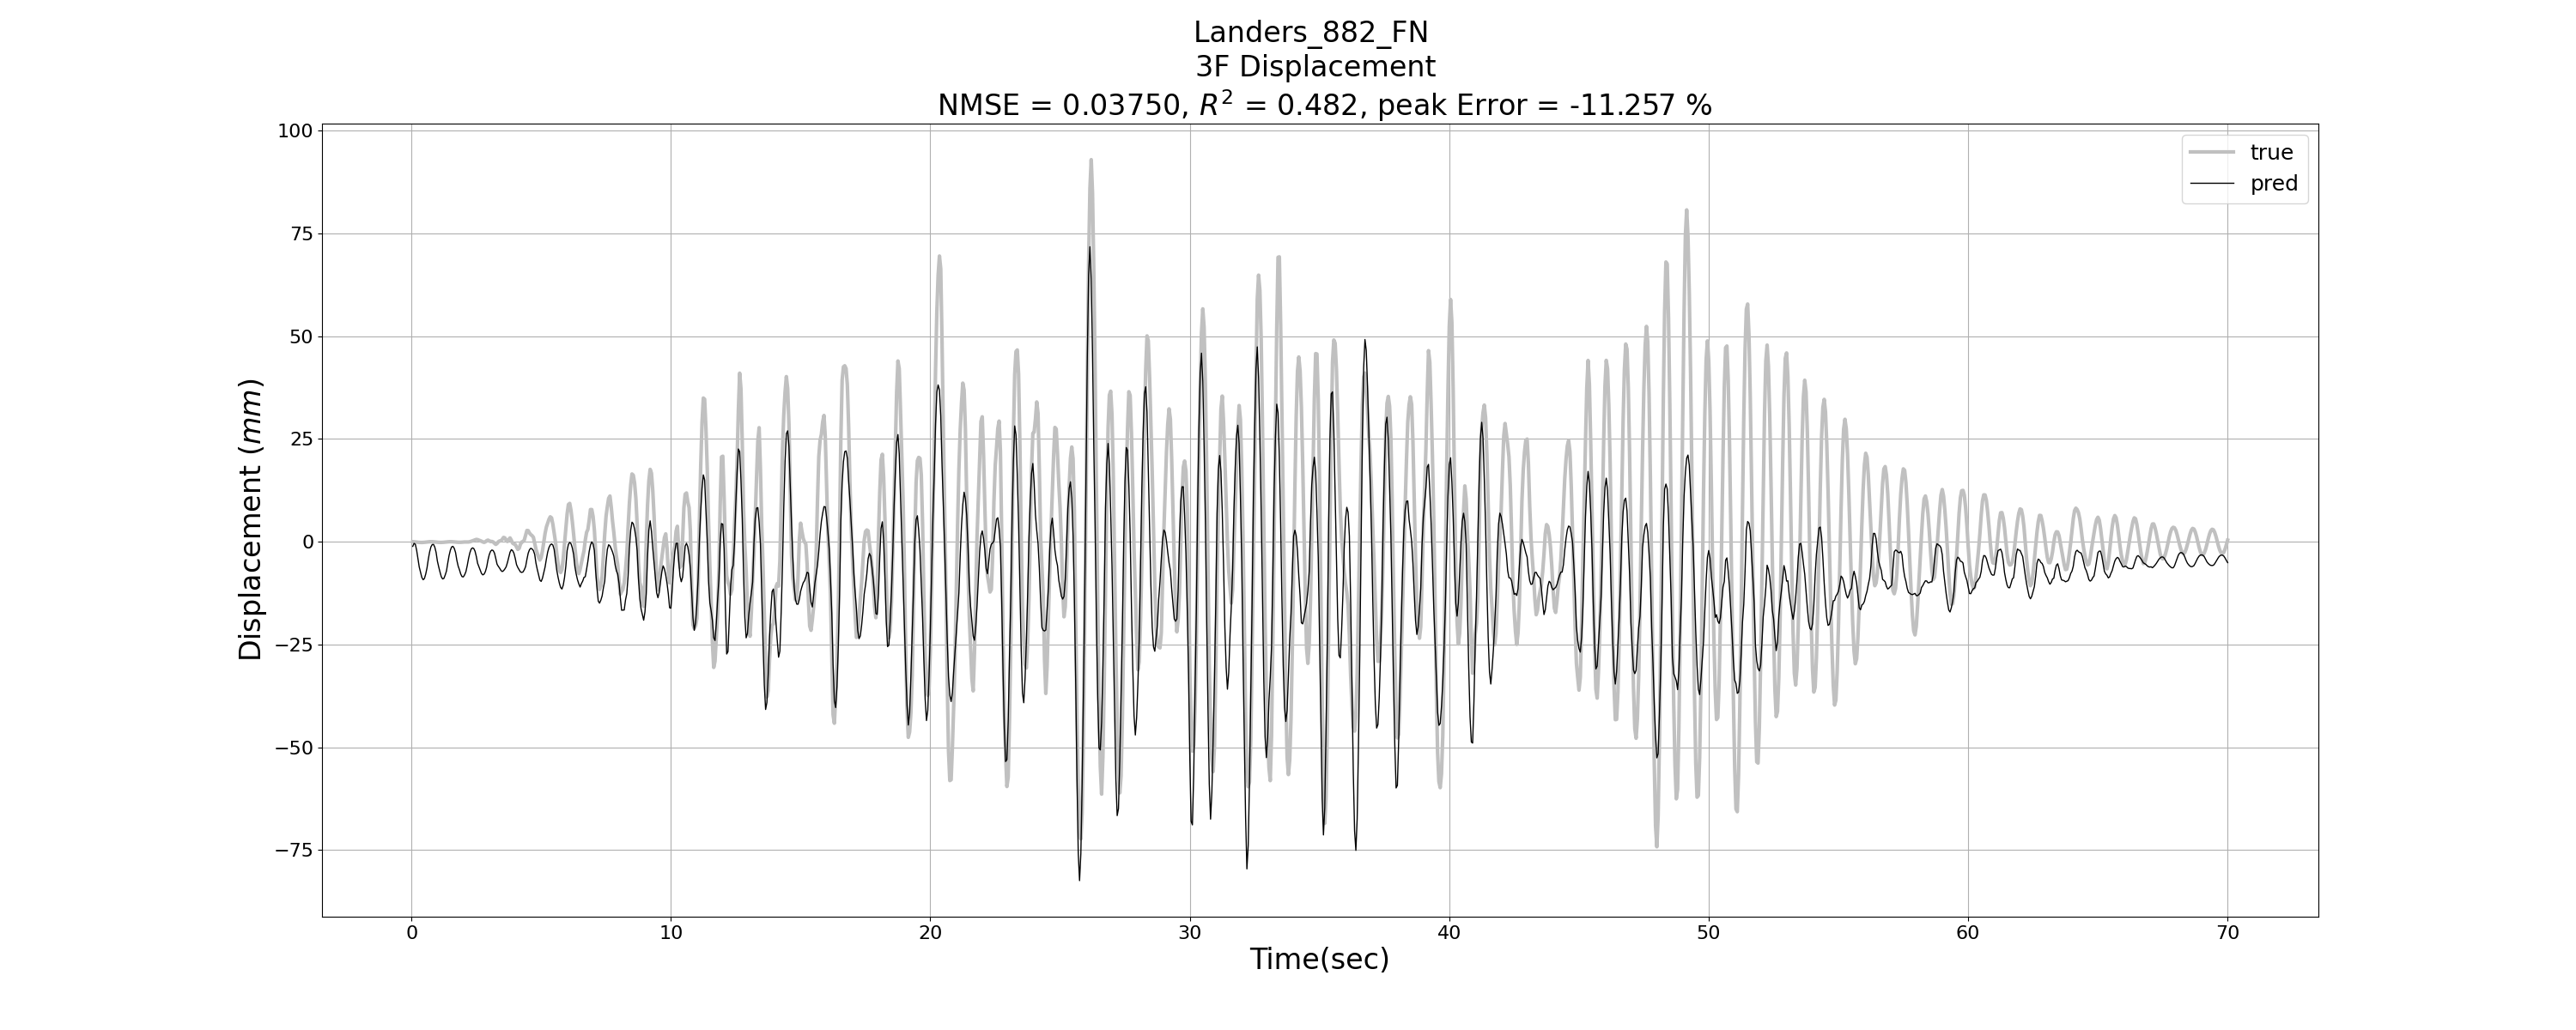 Landers_882_FN
3F Displacement
NMSE = 0.03750, R² = 0.482, peak Error = -11.257 %
100
75
50
25
0
−25
−50
−75
Displacement (mm)
true
pred
0 10 20 30 40 50 60 70
Time(sec)